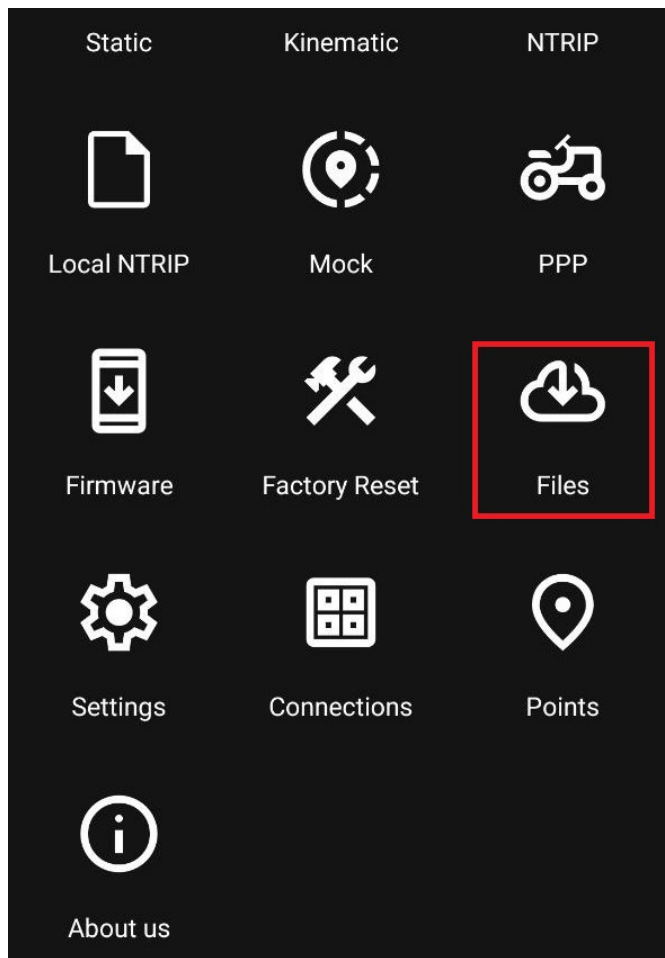 Static Kinematic NTRIP
Local NTRIP Mock PPP
Firmware Factory Reset Files
Settings Connections Points
About us